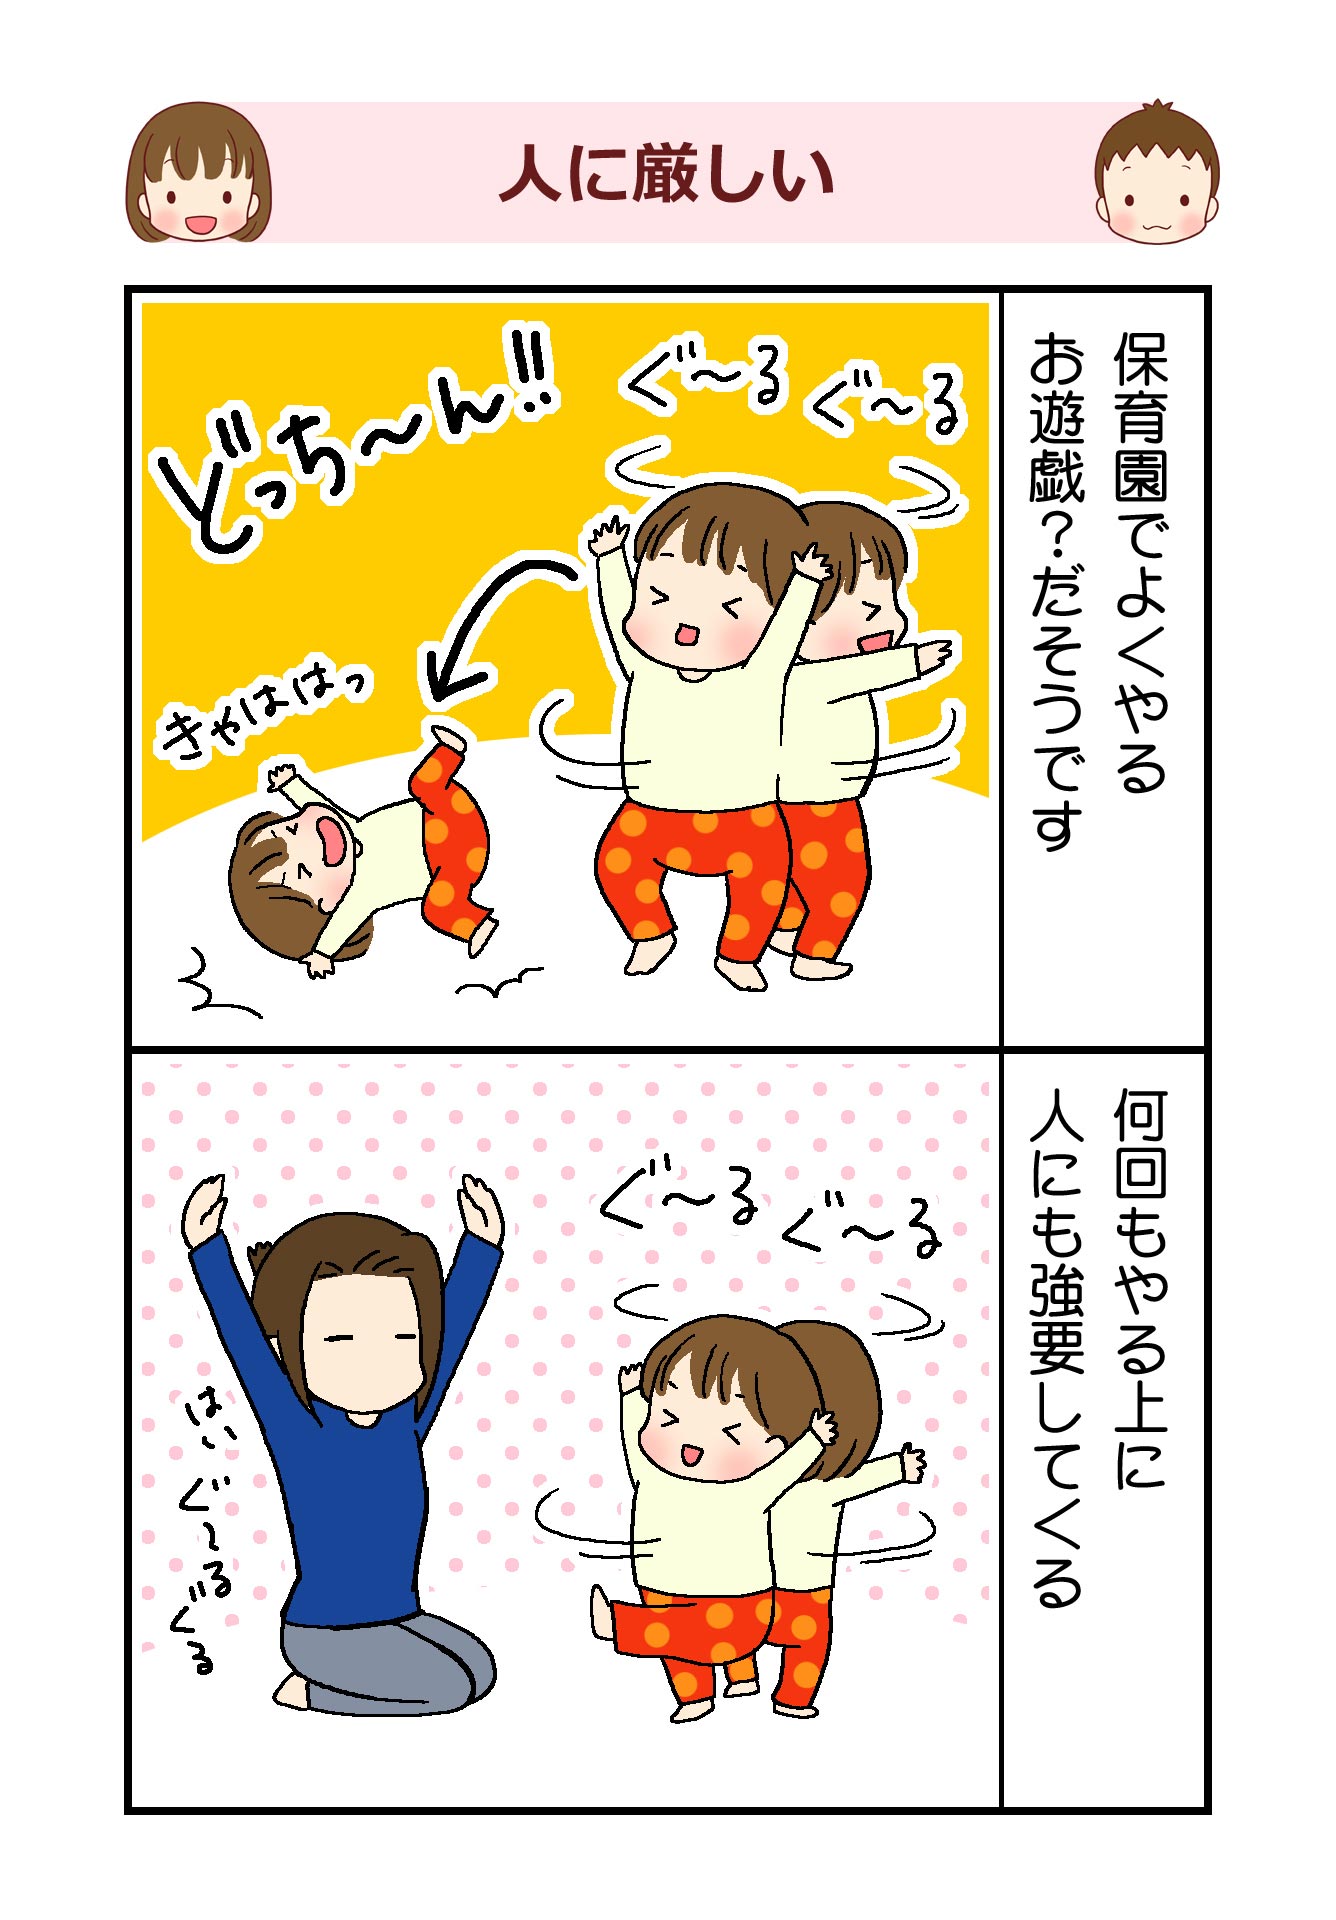 人に厳しい
保育園でよくやる
お遊戯？だそうです
ぐ～る
ぐ～る
どっち～ん!!
きゃははっ
何回もやる上に
人にも強要してくる
ぐ～る
ぐ～る
はい
ぐ～る
ぐる